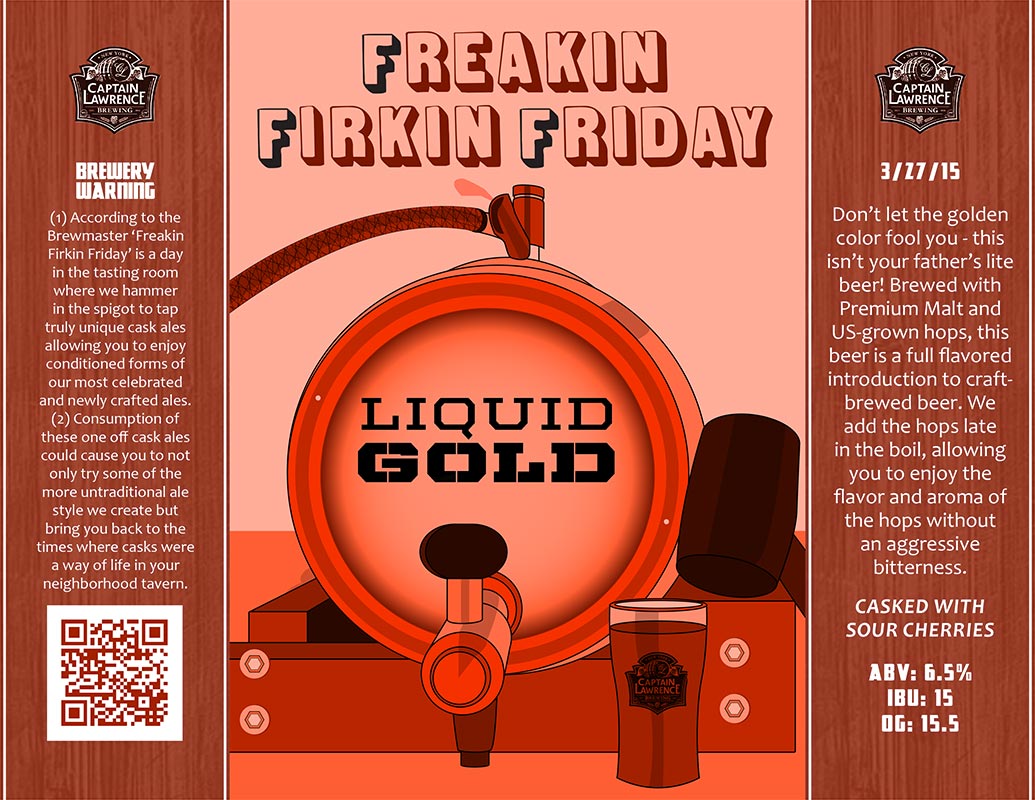 NEW YORK
CAPTAIN
LAWRENCE
BREWING
BREWERY
WARNING
(1) According to the
Brewmaster ‘Freakin
Firkin Friday’ is a day
in the tasting room
where we hammer
in the spigot to tap
truly unique cask ales
allowing you to enjoy
conditioned forms of
our most celebrated
and newly crafted ales.
(2) Consumption of
these one off cask ales
could cause you to not
only try some of the
more untraditional ale
style we create but
bring you back to the
times where casks were
a way of life in your
neighborhood tavern.
FREAKIN
FIRKIN FRIDAY
LIQUID
GOLD
CAPTAIN
LAWRENCE
BREWING
NEW YORK
CAPTAIN
LAWRENCE
BREWING
3/27/15
Don’t let the golden
color fool you - this
isn’t your father’s lite
beer! Brewed with
Premium Malt and
US-grown hops, this
beer is a full flavored
introduction to craft-
brewed beer. We
add the hops late
in the boil, allowing
you to enjoy the
flavor and aroma of
the hops without
an aggressive
bitterness.
CASKED WITH
SOUR CHERRIES
ABV: 6.5%
IBU: 15
OG: 15.5